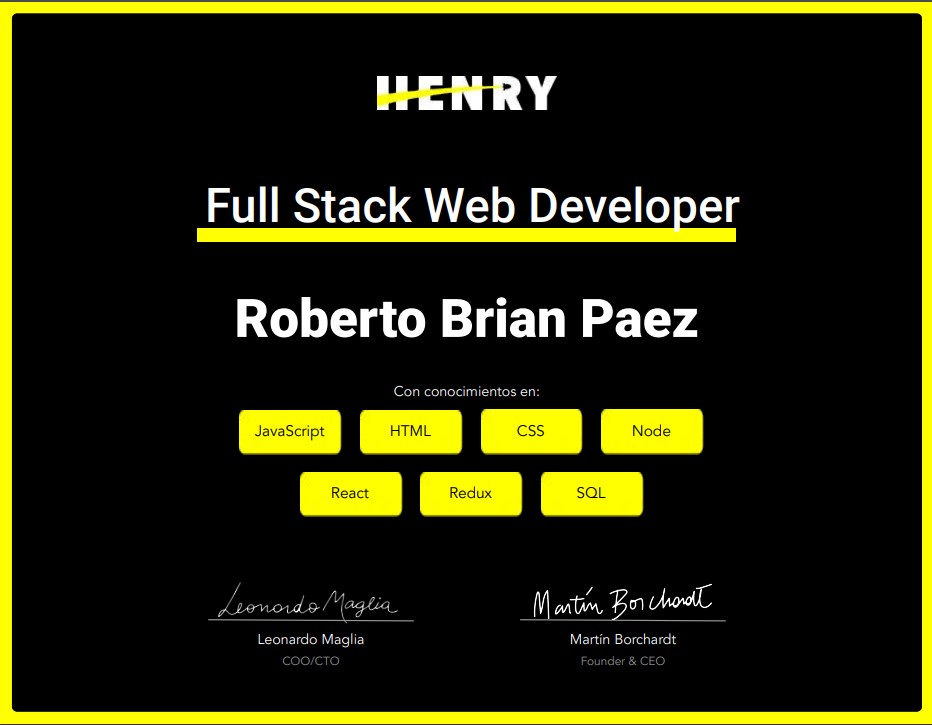 HENRY
Full Stack Web Developer
Roberto Brian Paez
Con conocimientos en:
JavaScript HTML CSS Node
React Redux SQL
Leonardo Maglia Martín Borchardt
Leonardo Maglia Martín Borchardt
COO/CTO Founder & CEO